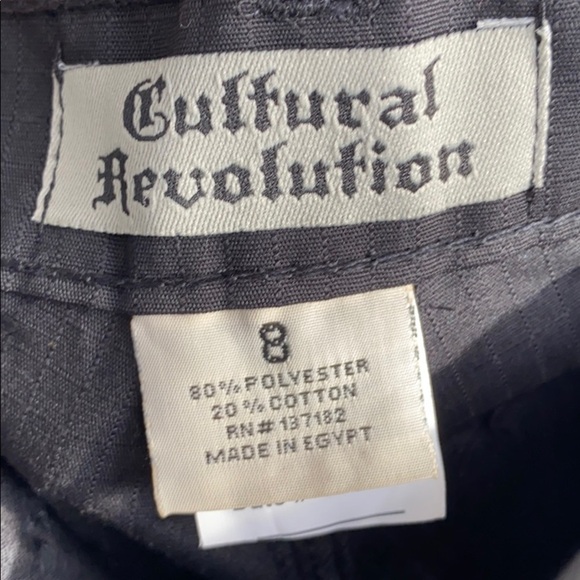 Cultural
Revolution
8
80% POLYESTER
20% COTTON
RN# 137182
MADE IN EGYPT